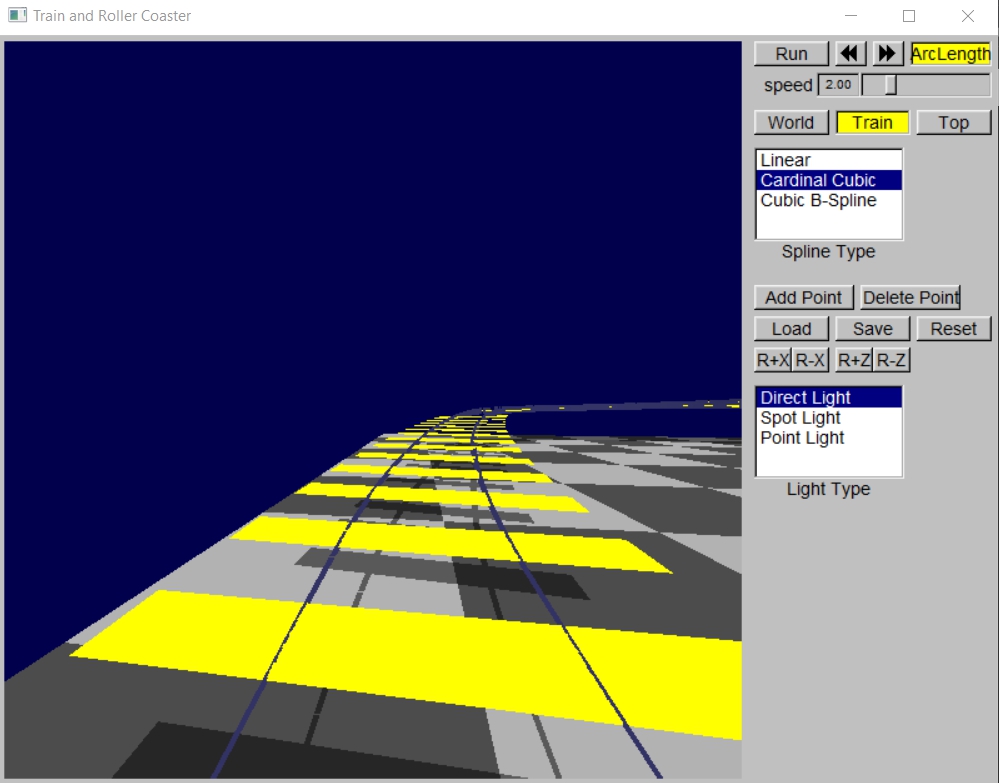 Train and Roller Coaster
Run ArcLength
speed 2.00
World Train Top
Linear
Cardinal Cubic
Cubic B-Spline
Spline Type
Add Point Delete Point
Load Save Reset
R+X R-X R+Z R-Z
Direct Light
Spot Light
Point Light
Light Type